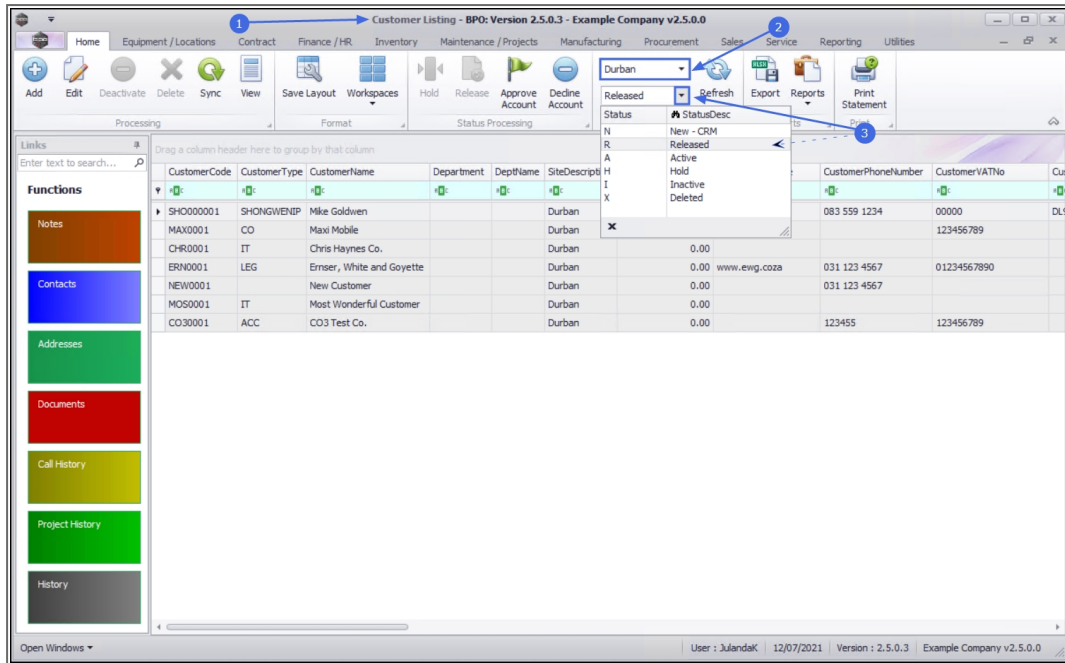 1
Customer Listing - BPO: Version 2.5.0.3 - Example Company v2.5.0.0
2
Home Equipment / Locations Contract Finance / HR Inventory Maintenance / Projects Manufacturing Procurement Sales Service Reporting Utilities
Add Edit Deactivate Delete Sync View Save Layout Workspaces Hold Release Approve Account Decline Account
Durban
Released
Refresh Export Reports Print Statement
Processing Format Status Processing ts Print
3
Status StatusDesc
N New - CRM
R Released
A Active
H Hold
I Inactive
X Deleted
x
Links
Enter text to search...
Functions
Notes
Contacts
Addresses
Documents
Call History
Project History
History
Drag a column header here to group by that column
CustomerCode CustomerType CustomerName Department DeptName SiteDescripti CustomerPhoneNumber CustomerVATNo Cus
SHO000001 SHONGWENIP Mike Goldwen Durban 083 559 1234 00000 DL9
MAX0001 CO Maxi Mobile Durban 123456789
CHR0001 IT Chris Haynes Co. Durban 0.00
ERN0001 LEG Ernser, White and Goyette Durban 0.00 www.ewg.coza 031 123 4567 01234567890
NEW0001 New Customer Durban 0.00 031 123 4567
MOS0001 IT Most Wonderful Customer Durban 0.00
CO30001 ACC CO3 Test Co. Durban 0.00 123455 123456789
Open Windows User : JulandaK 12/07/2021 Version : 2.5.0.3 Example Company v2.5.0.0